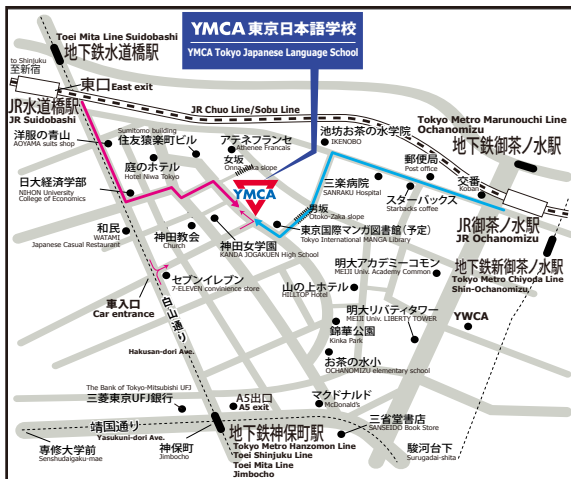 YMCA 東京日本語学校
YMCA Tokyo Japanese Language School
Toei Mita Line Suidobashi
地下鉄水道橋駅
to Shinjuku
至新宿
東口 East exit
JR水道橋駅
JR Suidobashi
JR Chuo Line/Sobu Line
Tokyo Metro Marunouchi Line
Ochanomizu
地下鉄御茶ノ水駅
洋服の青山
AOYAMA suits shop
Sumitomo building
住友猿楽町ビル
アテネフランセ
Athenee Francais
池坊お茶の水学院
IKENOBO
女坂
Onnazaka slope
庭のホテル
Hotel Niwa Tokyo
郵便局
Post office
交番
Koban
三楽病院
SANRAKU Hospital
スターバックス
Starbacks coffee
日大経済学部
NIHON University
College of Economics
YMCA
男坂
Otoko-Zaka slope
JR御茶ノ水駅
JR Ochanomizu
和民
WATAMI
Japanese Casual Restaurant
神田教会
Church
神田女学園
KANDA JOGAKUEN High School
東京国際マンガ図書館(予定)
Tokyo International MANGA Library
地下鉄新御茶ノ水駅
Tokyo Metro Chiyoda Line
Shin-Ochanomizu
セブンイレブン
7-ELEVEN convinience store
明大アカデミーコモン
MEIJI Univ. Academy Common
山の上ホテル
HILLTOP Hotel
車入口
Car entrance
白山通り
Hakusan-dori Ave.
明大リバティタワー
MEIJI Univ. LIBERTY TOWER
YWCA
錦華公園
Kinka Park
お茶の水小
OCHANOMIZU elementary school
The Bank of Tokyo-Mitsubishi UFJ
三菱東京UFJ銀行
A5出口
A5 exit
マクドナルド
McDonald's
靖国通り
Yasukuni-dori Ave.
専修大学前
Senshudaigaku-mae
神保町
Jimbocho
地下鉄神保町駅
Tokyo Metro Hanzomon Line
Toei Shinjuku Line
Toei Mita Line
Jimbocho
三省堂書店
SANSEIDO Book Store
駿河台下
Surugadai-shita